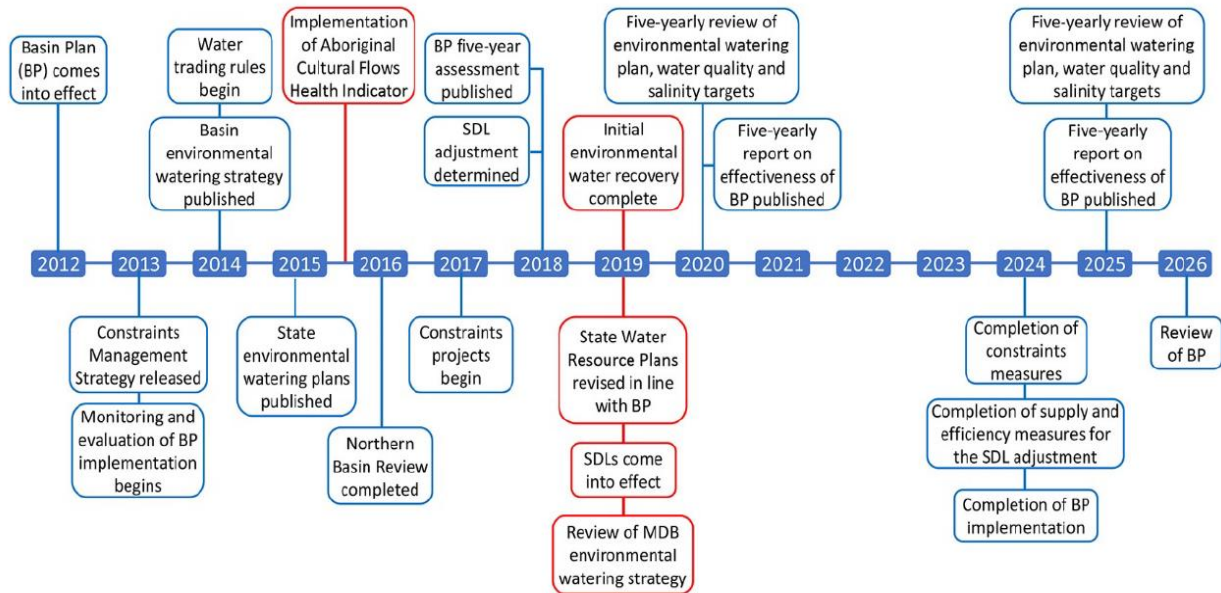 Basin Plan
(BP) comes
into effect
Water
trading rules
begin
Basin
environmental
watering strategy
published
Implementation
of Aboriginal
Cultural Flows
Health Indicator
BP five-year
assessment
published
SDL
adjustment
determined
Initial
environmental
water recovery
complete
Five-yearly review of
environmental watering
plan, water quality and
salinity targets
Five-yearly
report on
effectiveness of
BP published
Five-yearly review of
environmental watering
plan, water quality and
salinity targets
Five-yearly
report on
effectiveness of
BP published
2012 2013 2014 2015 2016 2017 2018 2019 2020 2021 2022 2023 2024 2025 2026
Constraints
Management
Strategy released
Monitoring and
evaluation of BP
implementation
begins
State
environmental
watering plans
published
Northern
Basin Review
completed
Constraints
projects
begin
State Water
Resource Plans
revised in line
with BP
SDLs come
into effect
Review of MDB
environmental
watering strategy
Completion of
constraints
measures
Completion of supply and
efficiency measures for
the SDL adjustment
Completion of BP
implementation
Review
of BP